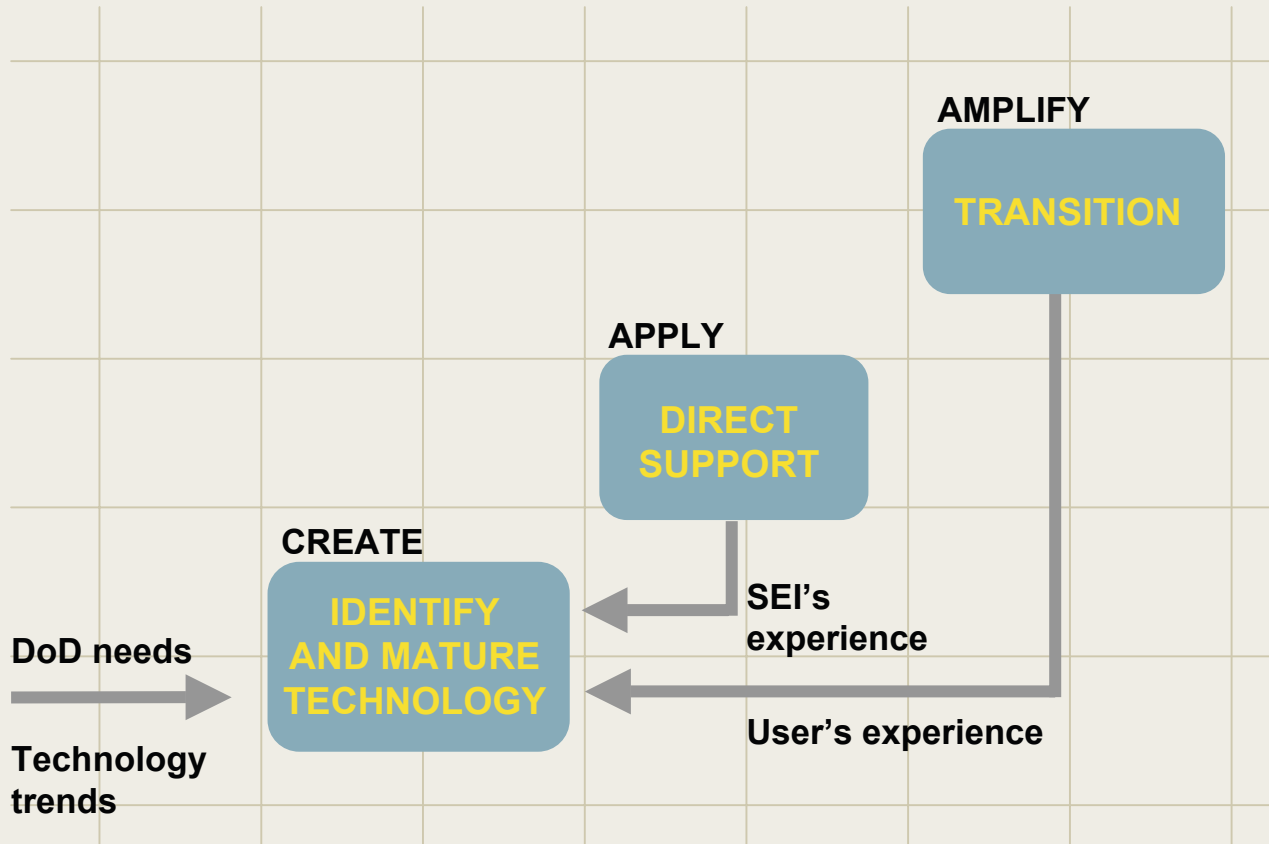 AMPLIFY
TRANSITION
APPLY
DIRECT
SUPPORT
CREATE
IDENTIFY
AND MATURE
TECHNOLOGY
SEI's
experience
DoD needs
User's experience
Technology
trends